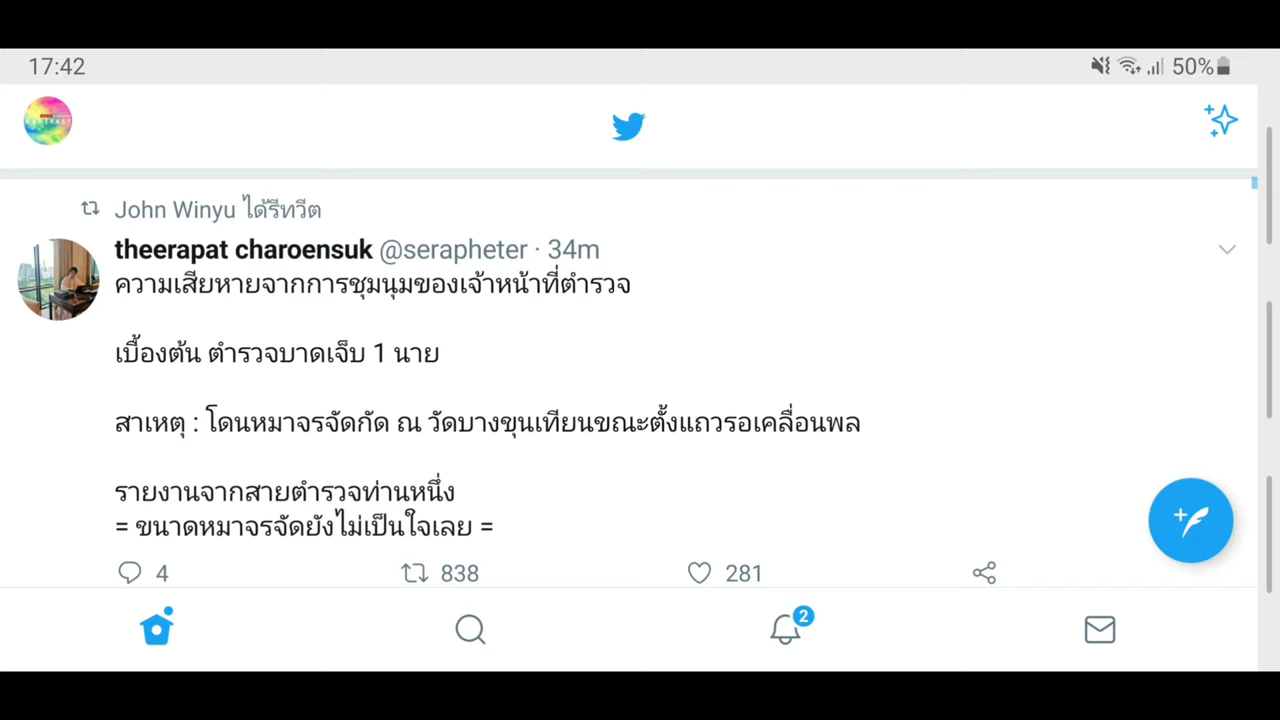 17:42
50%
John Winyu ได้รีทวีต
theerapat charoensuk @serapheter · 34m
ความเสียหายจากการชุมนุมของเจ้าหน้าที่ตำรวจ
เบื้องต้น ตำรวจบาดเจ็บ 1 นาย
สาเหตุ : โดนหมาจรจัดกัด ณ วัดบางขุนเทียนขณะตั้งแถวรอเคลื่อนพล
รายงานจากสายตำรวจท่านหนึ่ง
= ขนาดหมาจรจัดยังไม่เป็นใจเลย =
4 838 281
2